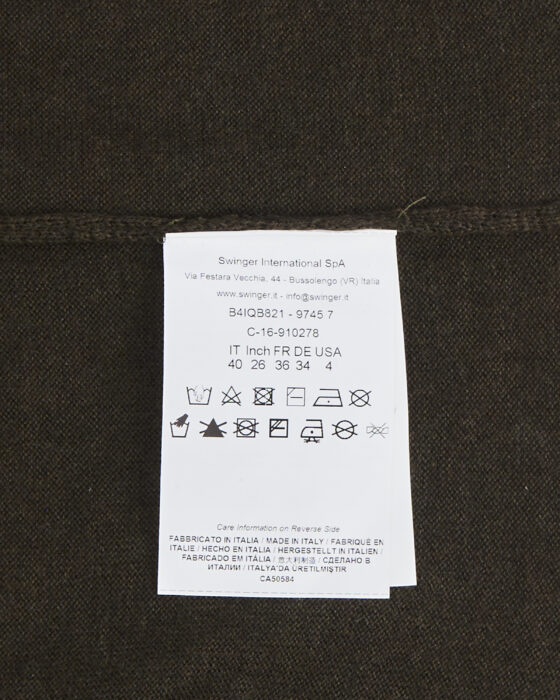 Swinger International SpA
Via Festara Vecchia, 44 - Bussolengo (VR) Italia
www.swinger.it - info@swinger.it
B4IQB821 - 9745 7
C-16-910278
IT Inch FR DE USA
40 26 36 34 4
Care Information on Reverse Side
FABBRICATO IN ITALIA / MADE IN ITALY / FABRIQUÉ EN
ITALIE / HECHO EN ITALIA / HERGESTELLT IN ITALIEN /
FABRICADO EM ITÁLIA / 意大利制造 / СДЕЛАНО В
ИТАЛИИ / ITALYA'DA ÜRETILMIŞTIR
CA50584